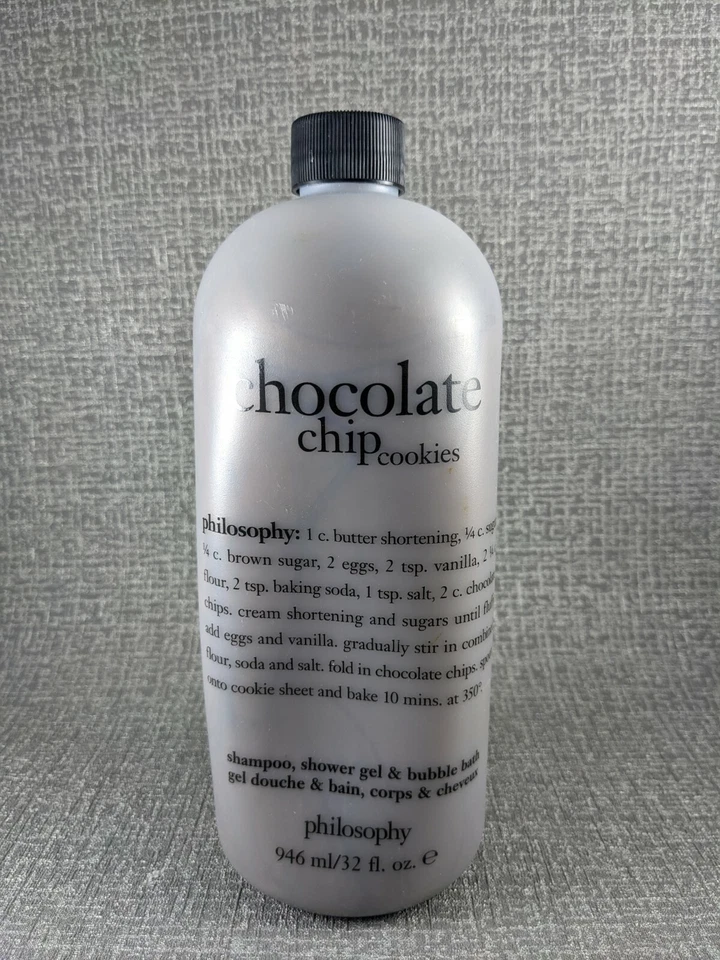 chocolate
chip cookies
philosophy: 1 c. butter shortening, ¼ c.
¾ c. brown sugar, 2 eggs, 2 tsp. vanilla, 2
flour, 2 tsp. baking soda, 1 tsp. salt, 2 c.
chips. cream shortening and sugars until
add eggs and vanilla. gradually stir in
flour, soda and salt. fold in chocolate chips.
onto cookie sheet and bake 10 mins. at 350°.
shampoo, shower gel & bubble bath
gel douche & bain, corps & cheveux
philosophy
946 ml/32 fl. oz. ℮